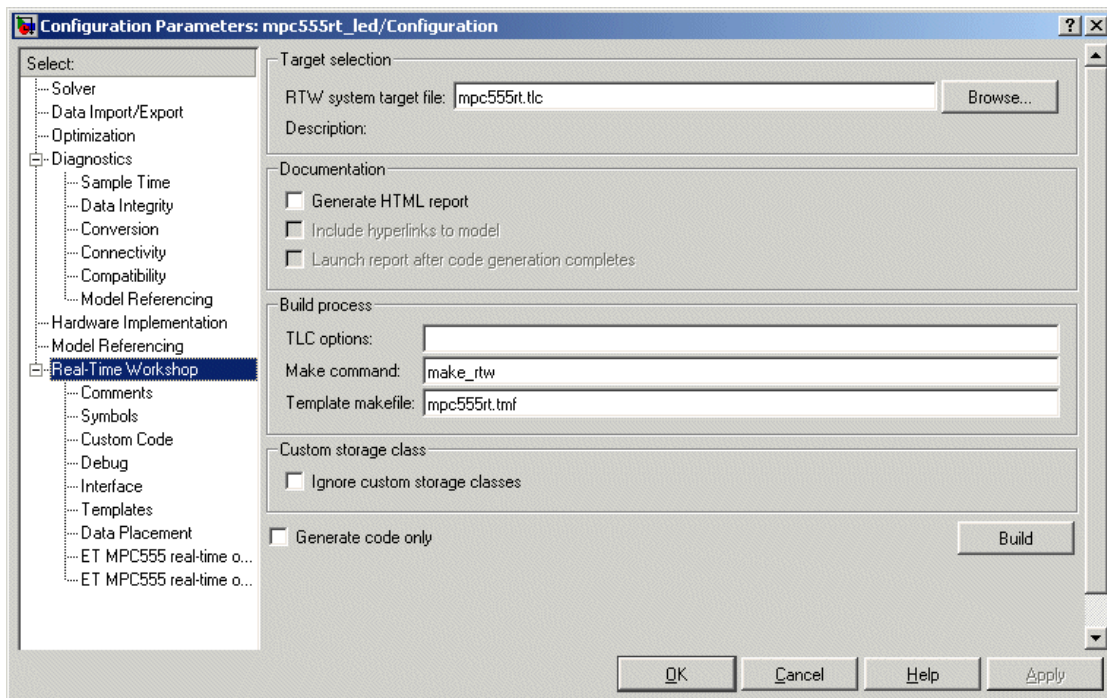 Configuration Parameters: mpc555rt_led/Configuration
Select:
Solver
Data Import/Export
Optimization
Diagnostics
Sample Time
Data Integrity
Conversion
Connectivity
Compatibility
Model Referencing
Hardware Implementation
Model Referencing
Real-Time Workshop
Comments
Symbols
Custom Code
Debug
Interface
Templates
Data Placement
ET MPC555 real-time o...
ET MPC555 real-time o...
Target selection
RTW system target file: mpc555rt.tlc Browse...
Description:
Documentation
Generate HTML report
Include hyperlinks to model
Launch report after code generation completes
Build process
TLC options:
Make command: make_rtw
Template makefile: mpc555rt.tmf
Custom storage class
Ignore custom storage classes
Generate code only Build
OK Cancel Help Apply